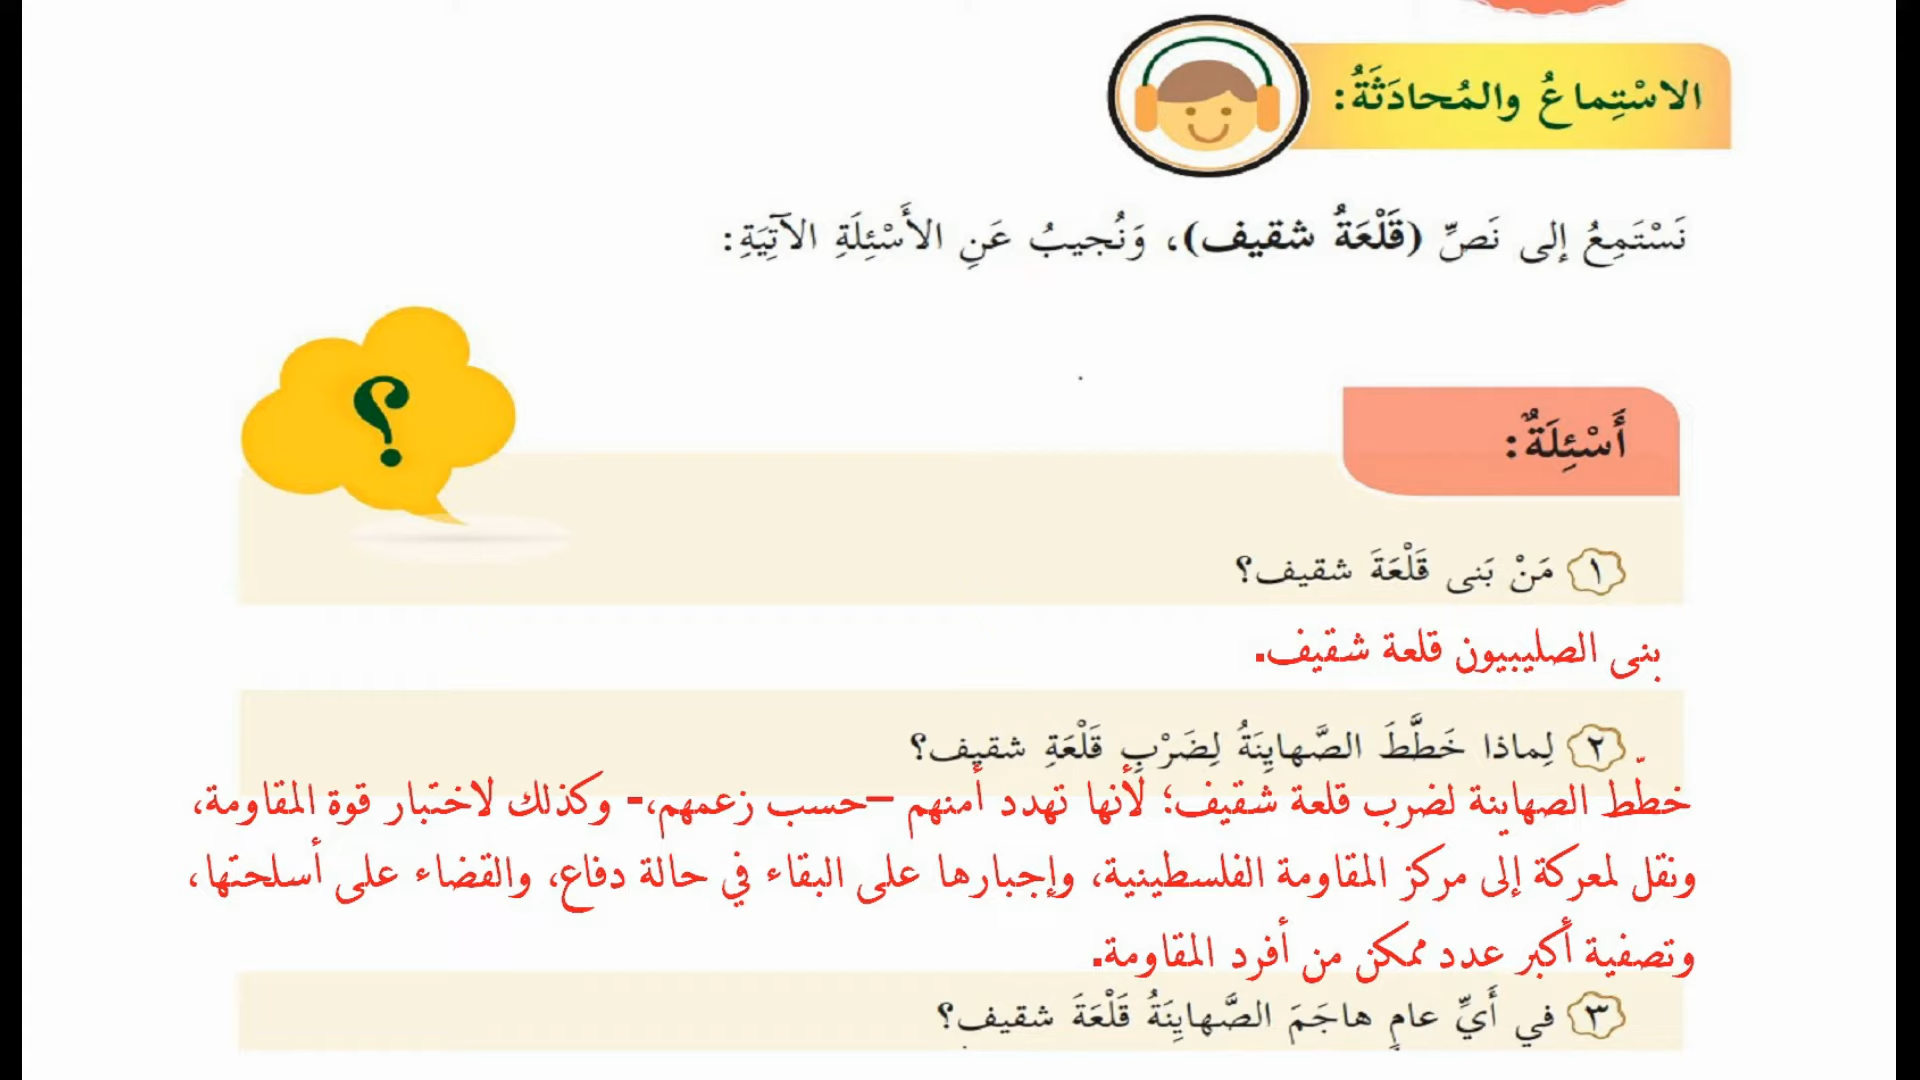 الاسْتِماعُ والمُحادَثَةُ:
نَسْتَمِعُ إلى نَصِّ (قَلْعَةُ شقيف)، وَنُجيبُ عَنِ الأَسْئِلَةِ الآتِيَةِ:
؟
أَسْئِلَةٌ:
١ مَنْ بَنى قَلْعَةَ شقيف؟
بنى الصليبيون قلعة شقيف.
٢ لِماذا خَطَّطَ الصَّهايِنَةُ لِضَرْبِ قَلْعَةِ شقيف؟
خطّط الصهاينة لضرب قلعة شقيف؛ لأنها تهدد أمنهم –حسب زعمهم،- وكذلك لاختبار قوة المقاومة،
ونقل لمعركة إلى مركز المقاومة الفلسطينية، وإجبارها على البقاء في حالة دفاع، والقضاء على أسلحتها،
وتصفية أكبر عدد ممكن من أفرد المقاومة.
٣ في أَيِّ عامٍ هاجَمَ الصَّهايِنَةُ قَلْعَةَ شقيف؟